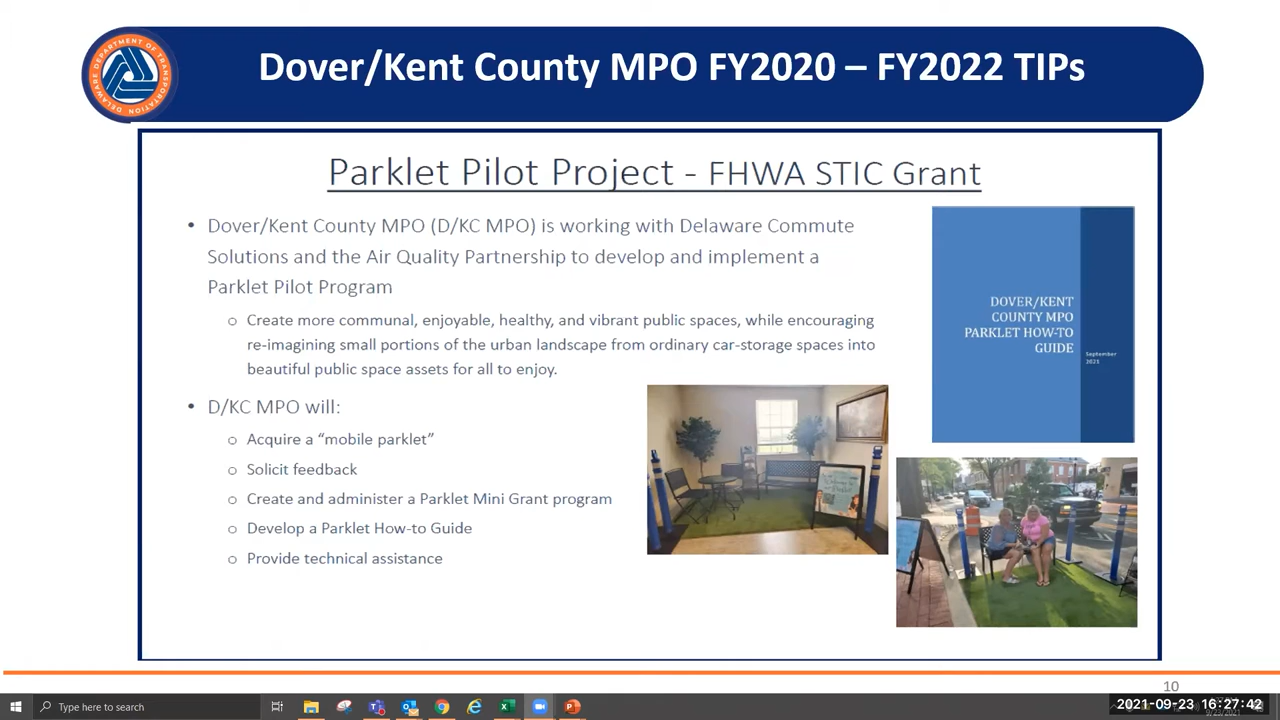 DELAWARE DEPARTMENT OF TRANSPORTATION
Dover/Kent County MPO FY2020 – FY2022 TIPs
Parklet Pilot Project - FHWA STIC Grant
• Dover/Kent County MPO (D/KC MPO) is working with Delaware Commute
Solutions and the Air Quality Partnership to develop and implement a
Parklet Pilot Program
o Create more communal, enjoyable, healthy, and vibrant public spaces, while encouraging
re-imagining small portions of the urban landscape from ordinary car-storage spaces into
beautiful public space assets for all to enjoy.
• D/KC MPO will:
o Acquire a “mobile parklet”
o Solicit feedback
o Create and administer a Parklet Mini Grant program
o Develop a Parklet How-to Guide
o Provide technical assistance
DOVER/KENT
COUNTY MPO
PARKLET HOW-TO
GUIDE
September
2021
10
Type here to search
2021-09-23 16:27:42